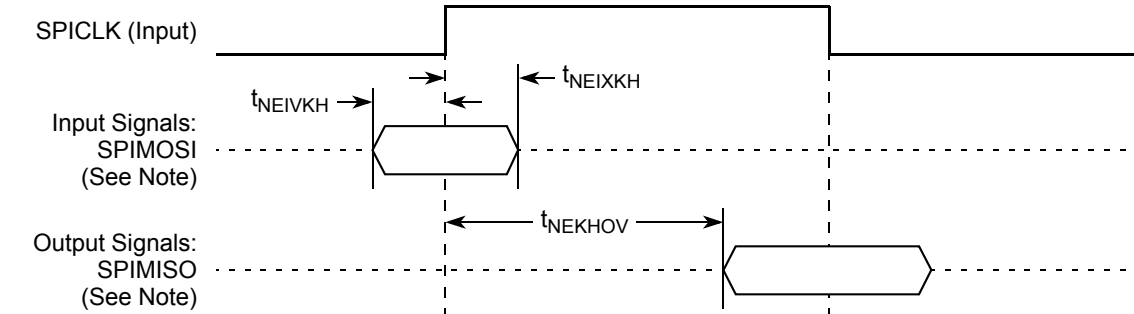 SPICLK (Input)
tNEIXKH
tNEIVKH
Input Signals:
SPIMOSI
(See Note)
tNEKHOV
Output Signals:
SPIMISO
(See Note)